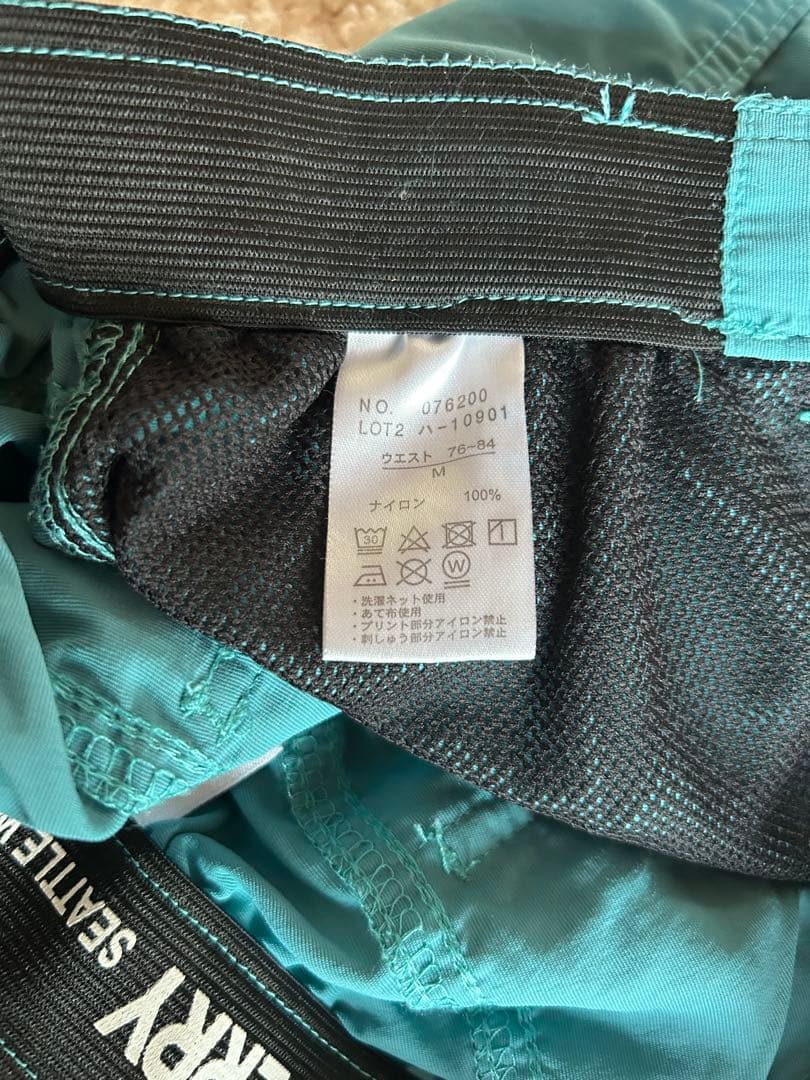 NO. 076200
LOT2 ハ-10901
ウエスト 76-84
M
ナイロン 100%
30
W
・洗濯ネット使用
・あて布使用
・プリント部分アイロン禁止
・刺しゅう部分アイロン禁止
SEATTLE